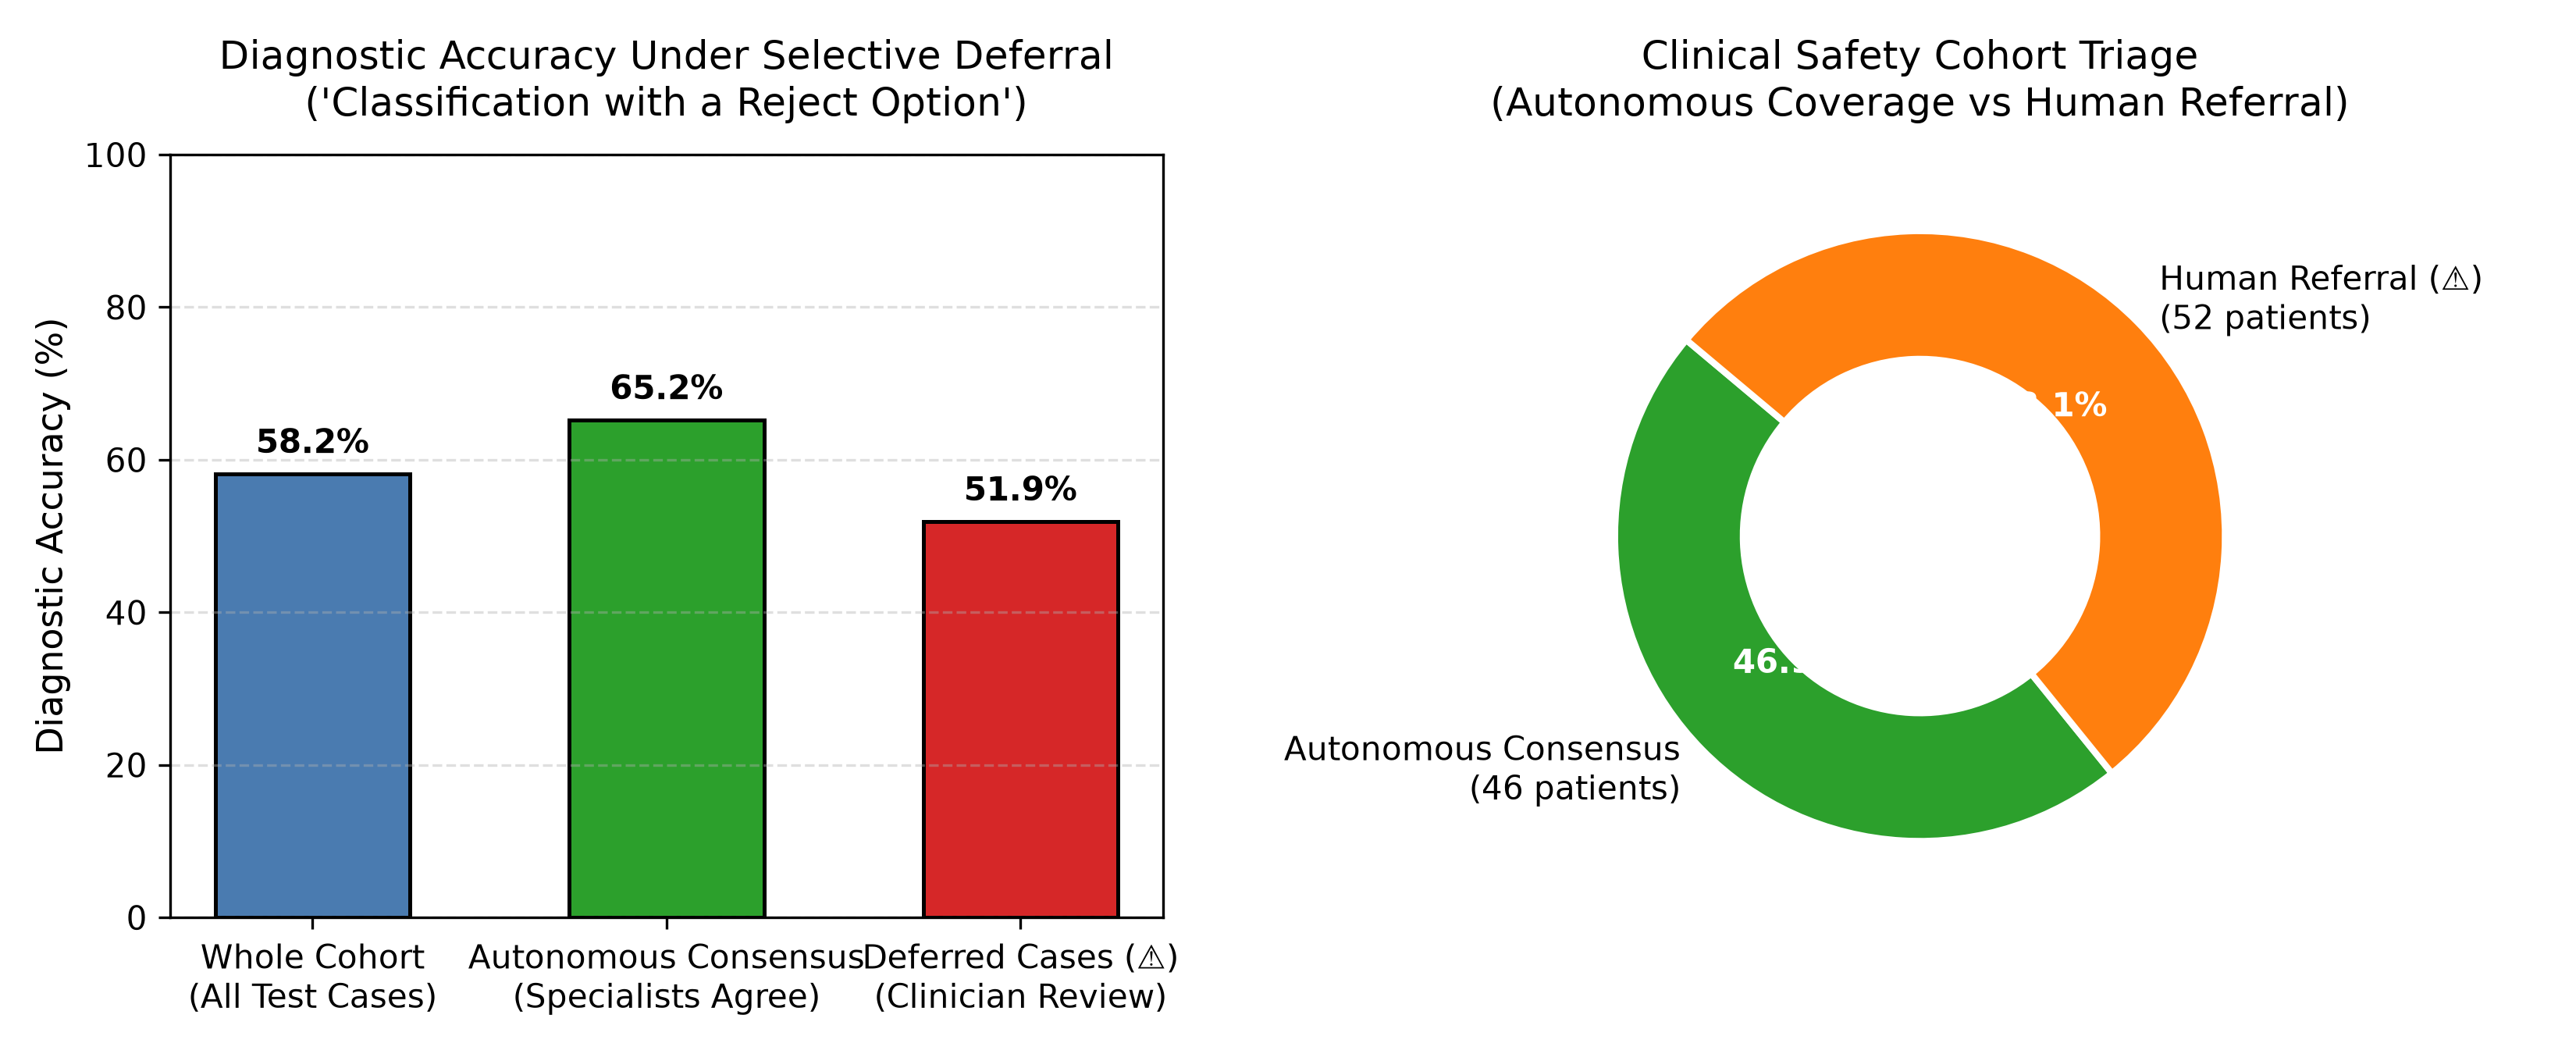 Diagnostic Accuracy Under Selective Deferral
('Classification with a Reject Option')
Diagnostic Accuracy (%)
100
80
60
40
20
0
58.2%
65.2%
51.9%
Whole Cohort
(All Test Cases)
Autonomous Consensus
(Specialists Agree)
Deferred Cases (⚠)
(Clinician Review)
Clinical Safety Cohort Triage
(Autonomous Coverage vs Human Referral)
Human Referral (⚠)
(52 patients)
.1%
46.
Autonomous Consensus
(46 patients)